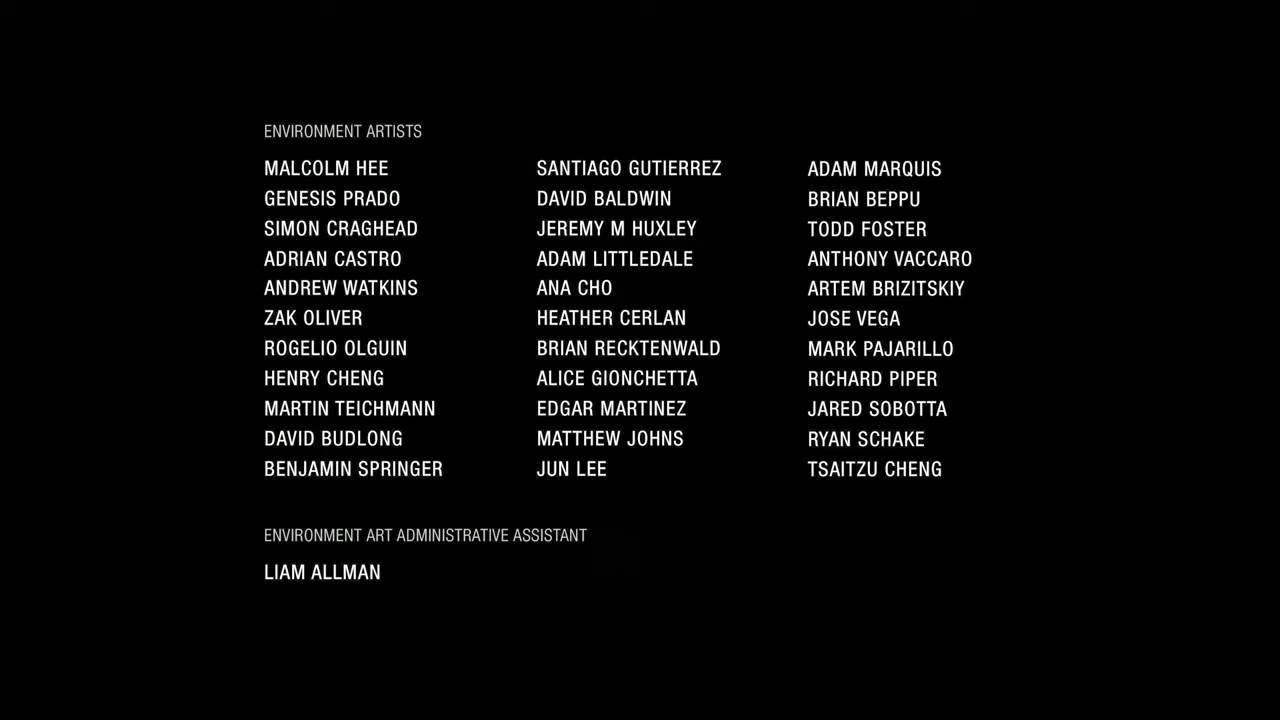 ENVIRONMENT ARTISTS
MALCOLM HEE
GENESIS PRADO
SIMON CRAGHEAD
ADRIAN CASTRO
ANDREW WATKINS
ZAK OLIVER
ROGELIO OLGUIN
HENRY CHENG
MARTIN TEICHMANN
DAVID BUDLONG
BENJAMIN SPRINGER
SANTIAGO GUTIERREZ
DAVID BALDWIN
JEREMY M HUXLEY
ADAM LITTLEDALE
ANA CHO
HEATHER CERLAN
BRIAN RECKTENWALD
ALICE GIONCHETTA
EDGAR MARTINEZ
MATTHEW JOHNS
JUN LEE
ADAM MARQUIS
BRIAN BEPPU
TODD FOSTER
ANTHONY VACCARO
ARTEM BRIZITSKIY
JOSE VEGA
MARK PAJARILLO
RICHARD PIPER
JARED SOBOTTA
RYAN SCHAKE
TSAITZU CHENG
ENVIRONMENT ART ADMINISTRATIVE ASSISTANT
LIAM ALLMAN